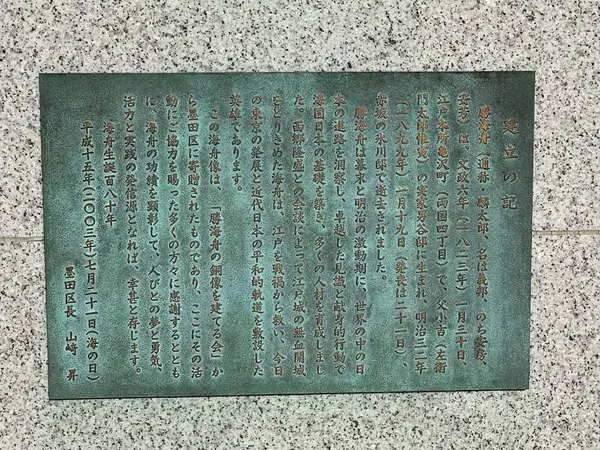 建立の記
勝海舟(通称・麟太郎、名は義邦、のち安房、
安芳)は、文政六年(一八二三年)一月三十日、
江戸本所亀沢町(両国四丁目)で、父小吉(左衛
門太郎惟寅)の実家男谷邸に生まれ、明治三二年
(一八九九年)一月十九日(発表は二十一日)、
赤坂の氷川邸で逝去されました。
勝海舟は幕末と明治の激動期に、世界の中の日
本の進路を洞察し、卓越した見識と献身的行動で
海国日本の基礎を築き、多くの人材を育成しまし
た。西郷隆盛との会談によって江戸城の無血開城
をとりきめた海舟は、江戸を戦禍から救い、今日
の東京の発展と近代日本の平和的軌道を敷設した
英雄であります。
この海舟像は、「勝海舟の銅像を建てる会」か
ら墨田区に寄贈されたものであり、ここにその活
動にご協力を賜った多くの方々に感謝するととも
に、海舟の功績を顕彰して、人びとの夢と勇気、
活力と実践の発信源となれば、幸甚と存じます。
海舟生誕百八十年
平成十五年(二〇〇三年)七月二十一日(海の日)
墨田区長 山﨑 昇